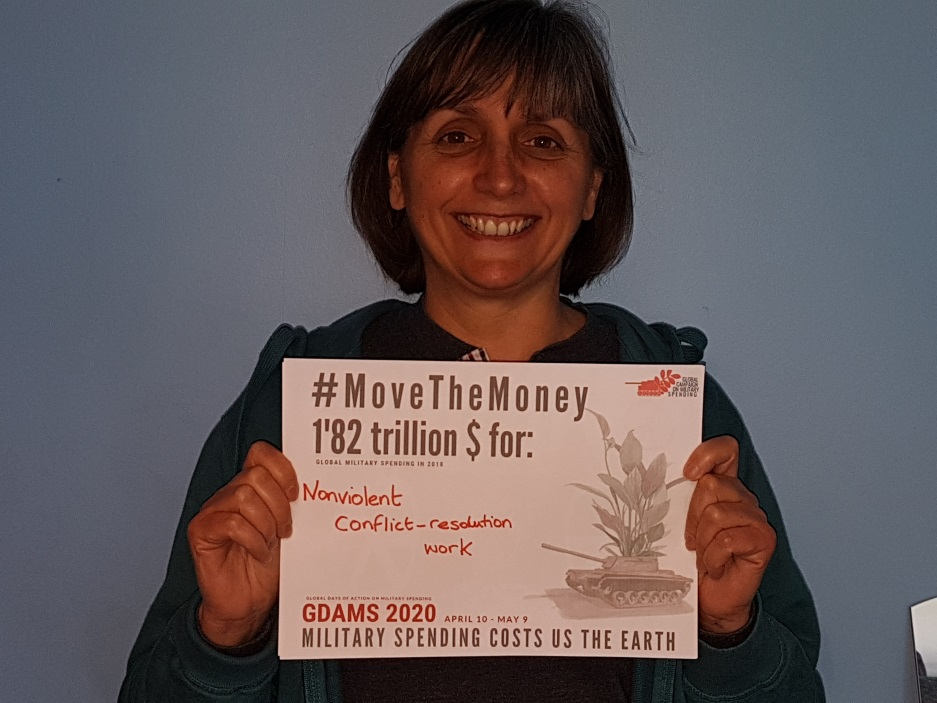 #MoveTheMoney
1'82 trillion $ for:
GLOBAL MILITARY SPENDING IN 2018
Nonviolent
Conflict-resolution
work
GLOBAL DAYS OF ACTION ON MILITARY SPENDING
GDAMS 2020 APRIL 10 - MAY 9
MILITARY SPENDING COSTS US THE EARTH
GLOBAL
CAMPAIGN
ON MILITARY
SPENDING